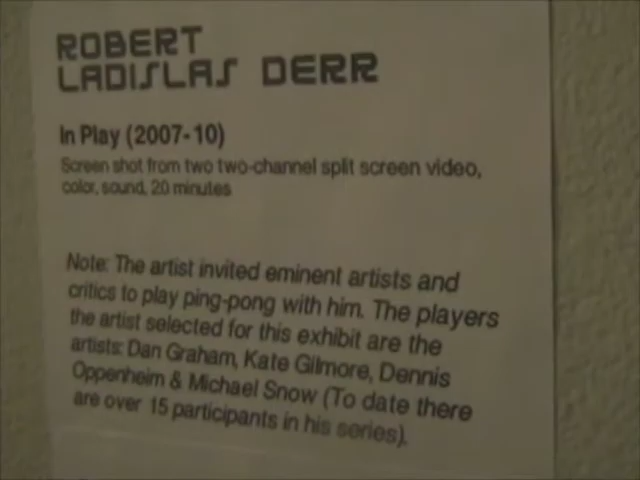 ROBERT
LADISLAS DERR
In Play (2007-10)
Screen shot from two two-channel split screen video,
color, sound, 20 minutes
Note: The artist invited eminent artists and
critics to play ping-pong with him. The players
the artist selected for this exhibit are the
artists: Dan Graham, Kate Gilmore, Dennis
Oppenheim & Michael Snow (To date there
are over 15 participants in his series).